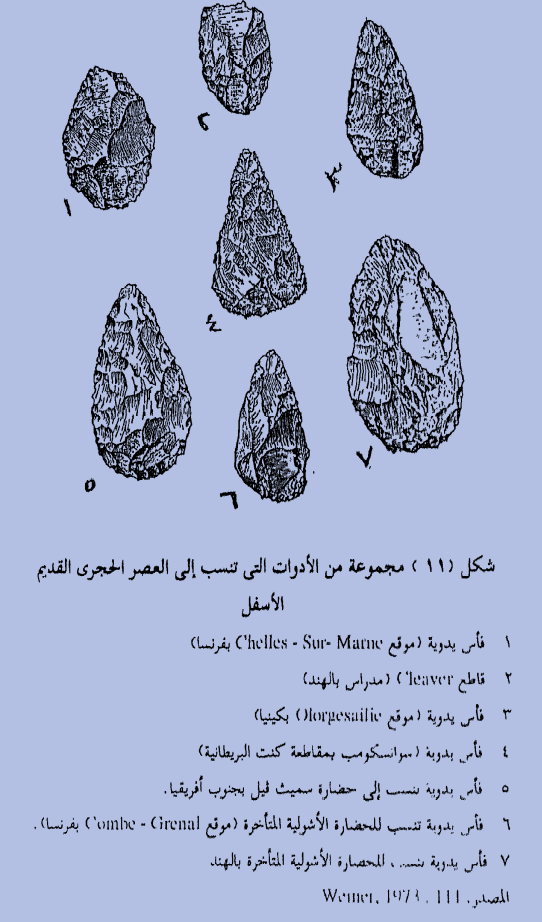 ٢
٣
١
٤
٧
٥
٦
شكل (١١) مجموعة من الأدوات التى تنسب إلى العصر الحجرى القديم
الأسفل
١ فأس يدوية (موقع Chelles - Sur- Marne بفرنسا)
٢ قاطع Cleaver (مدراس بالهند)
٣ فأس يدوية (موقع Olorgesailie بكينيا)
٤ فأس يدوية (سوانسكومب بمقاطعة كنت البريطانية)
٥ فأس يدوية تنسب إلى حضارة سميث فيل بجنوب أفريقيا.
٦ فأس يدوية تنسب للحضارة الأشولية المتأخرة (موقع Combe - Grenal بفرنسا).
٧ فأس يدوية تنسب للحضارة الأشولية المتأخرة بالهند
المصدر. 111 .